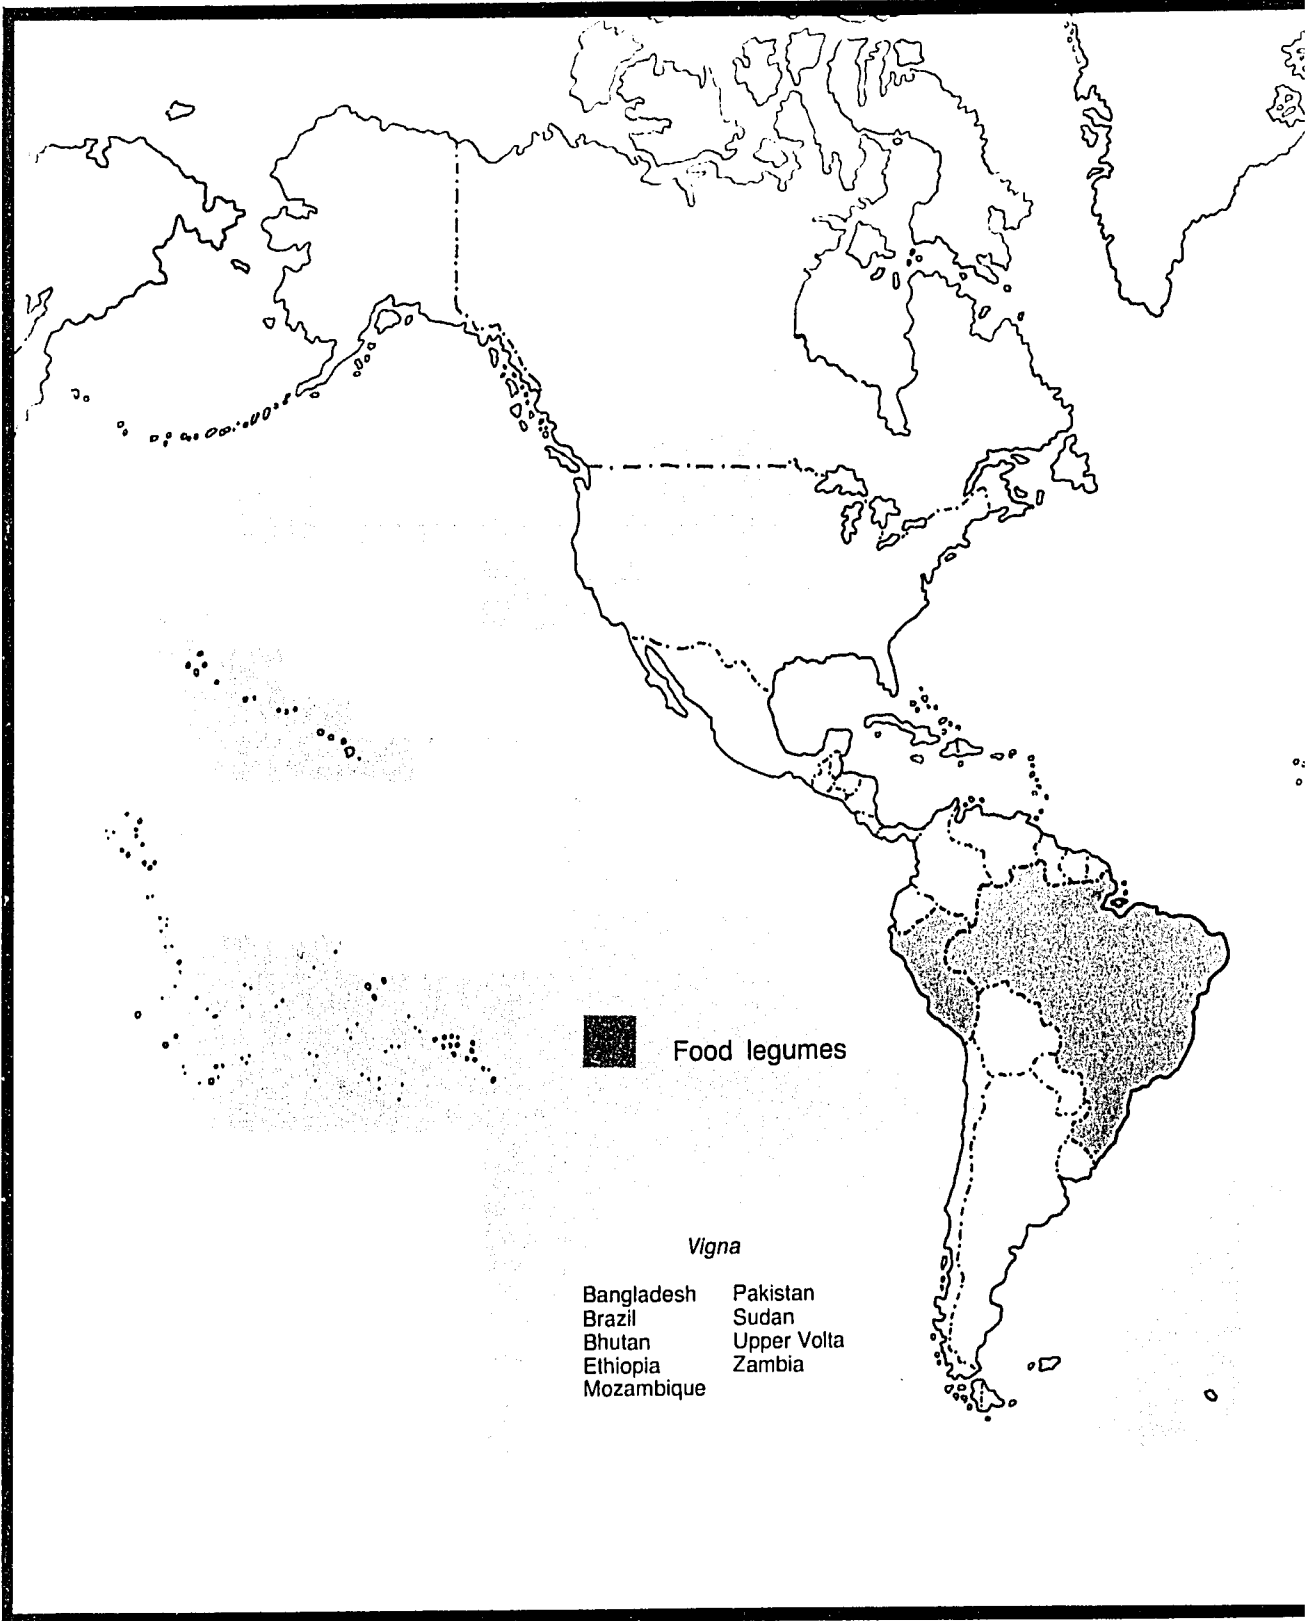 Food legumes
Vigna
Bangladesh Pakistan
Brazil Sudan
Bhutan Upper Volta
Ethiopia Zambia
Mozambique